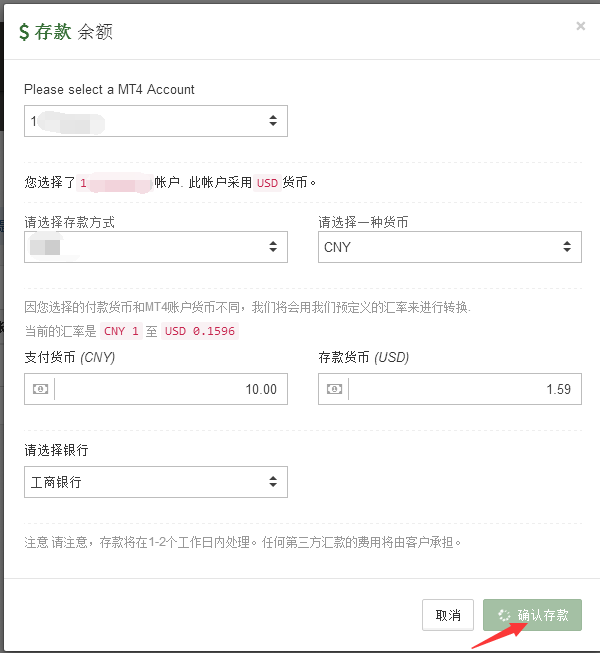 $ 存款 余额
×
Please select a MT4 Account
1
您选择了 1 帐户. 此帐户采用 USD 货币。
请选择存款方式 请选择一种货币
CNY
因您选择的付款货币和MT4账户货币不同，我们将会用我们预定义的汇率来进行转换.
当前的汇率是 CNY 1 至 USD 0.1596
支付货币 (CNY) 存款货币 (USD)
10.00 1.59
请选择银行
工商银行
注意 请注意，存款将在1-2个工作日内处理。任何第三方汇款的费用将由客户承担。
取消 确认存款